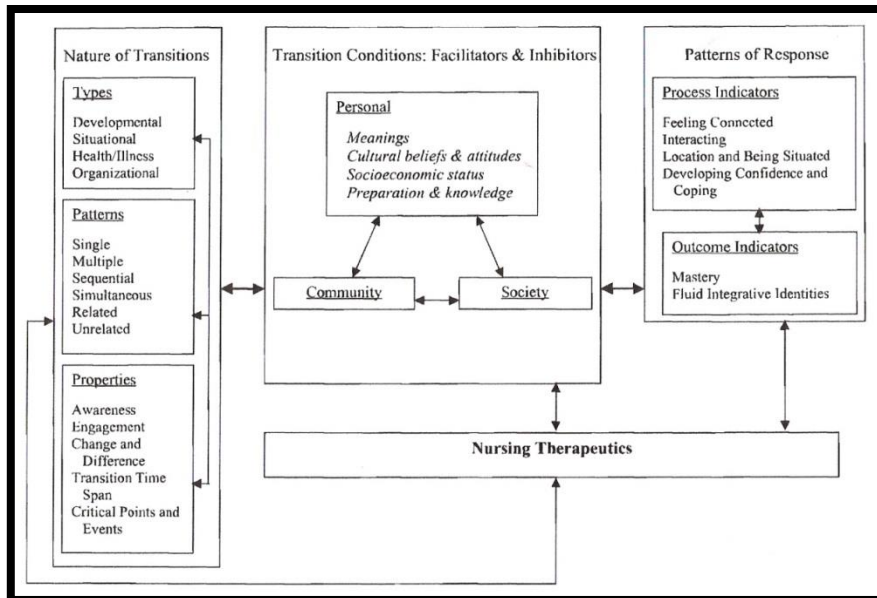 Nature of Transitions
Types
Developmental
Situational
Health/Illness
Organizational
Patterns
Single
Multiple
Sequential
Simultaneous
Related
Unrelated
Properties
Awareness
Engagement
Change and
Difference
Transition Time
Span
Critical Points and
Events
Transition Conditions: Facilitators & Inhibitors
Personal
Meanings
Cultural beliefs & attitudes
Socioeconomic status
Preparation & knowledge
Community
Society
Patterns of Response
Process Indicators
Feeling Connected
Interacting
Location and Being Situated
Developing Confidence and
Coping
Outcome Indicators
Mastery
Fluid Integrative Identities
Nursing Therapeutics